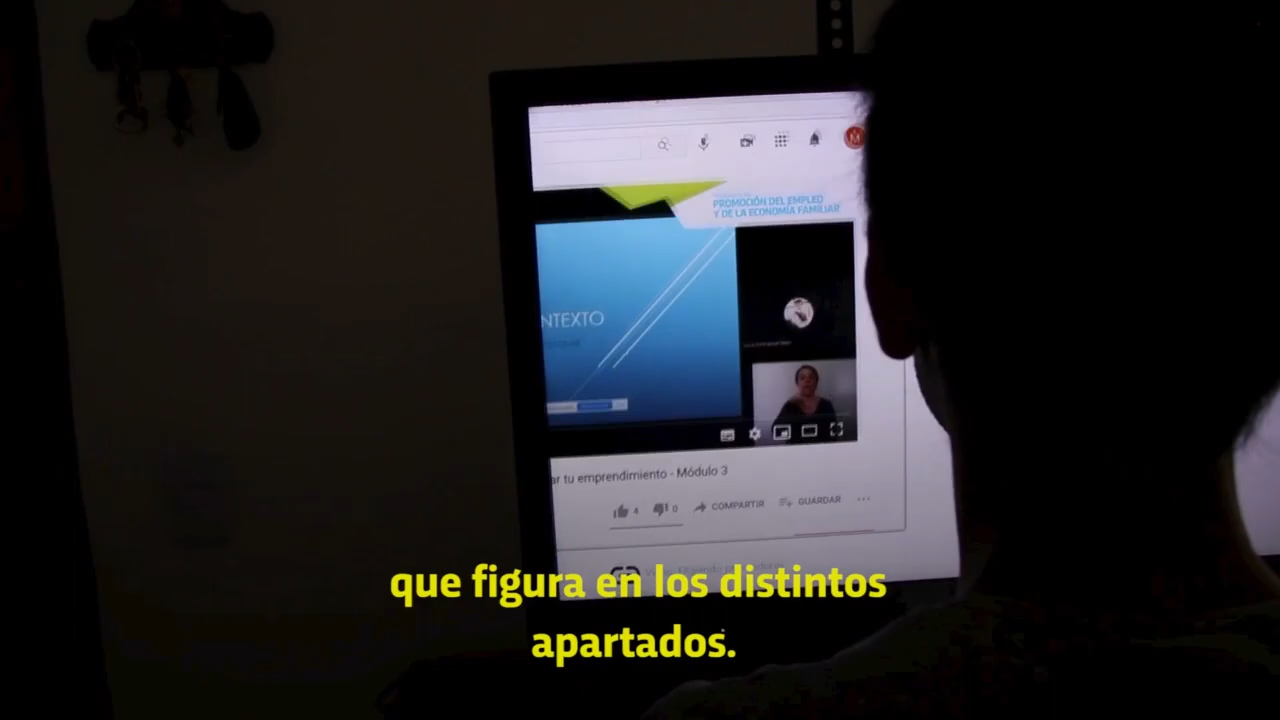 M
PROMOCIÓN DEL EMPLEO
Y DE LA ECONOMÍA FAMILIAR
NTEXTO
ar tu emprendimiento - Módulo 3
4
0
COMPARTIR
GUARDAR
que figura en los distintos
apartados.